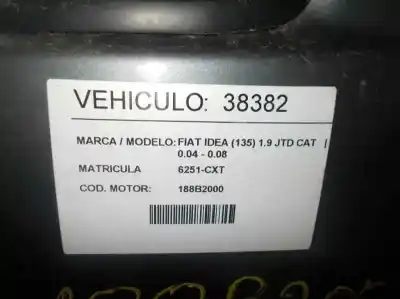 VEHICULO: 38382
MARCA / MODELO: FIAT IDEA (135) 1.9 JTD CAT |
0.04 - 0.08
MATRICULA 6251-CXT
COD. MOTOR: 188B2000